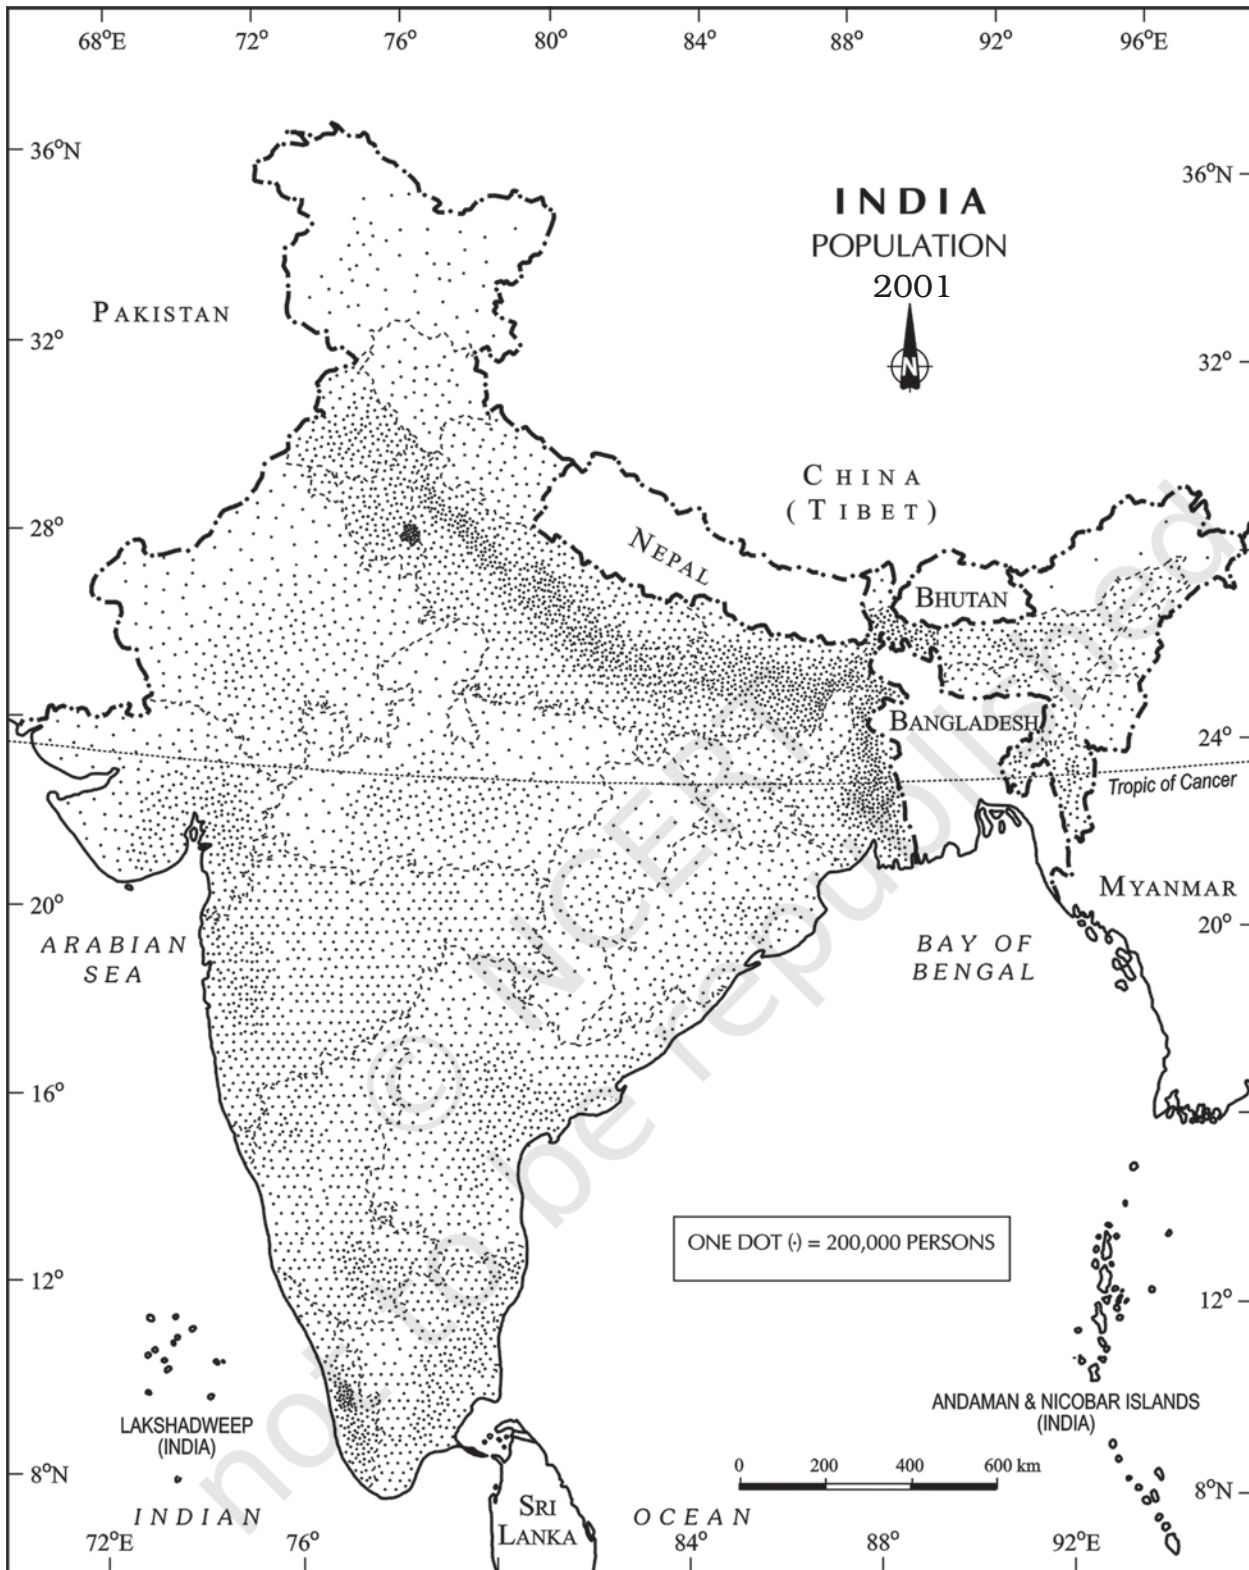 68°E 72° 76° 80° 84° 88° 92° 96°E
36°N
36°N
INDIA
POPULATION
2001
N
PAKISTAN
32°
32°
CHINA
(TIBET)
28°
NEPAL
BHUTAN
BANGLADESH
24°
Tropic of Cancer
MYANMAR
20°
20°
ARABIAN
SEA
BAY OF
BENGAL
16°
ONE DOT (·) = 200,000 PERSONS
12°
12°
LAKSHADWEEP
(INDIA)
ANDAMAN & NICOBAR ISLANDS
(INDIA)
0 200 400 600 km
8°N
8°N
SRI
LANKA
INDIAN OCEAN
72°E 76° 84° 88° 92°E
© NCERT
not to be republished